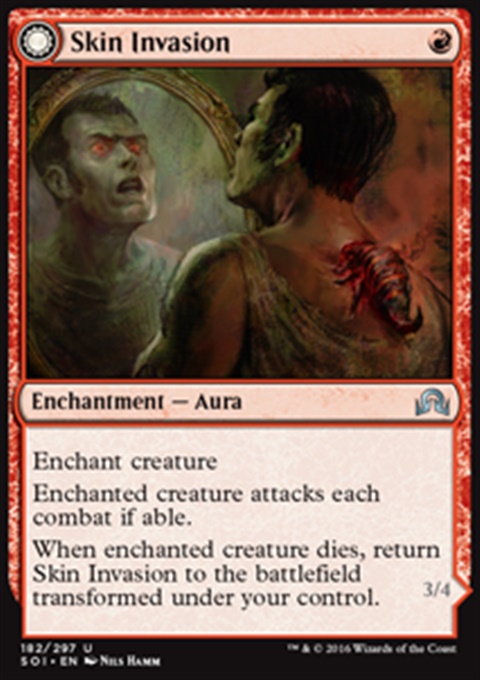 Skin Invasion
Enchantment — Aura
Enchant creature
Enchanted creature attacks each
combat if able.
When enchanted creature dies, return
Skin Invasion to the battlefield
transformed under your control.
3/4
182/297 U
SOI • EN Nils Hamm
™ & © 2016 Wizards of the Coast